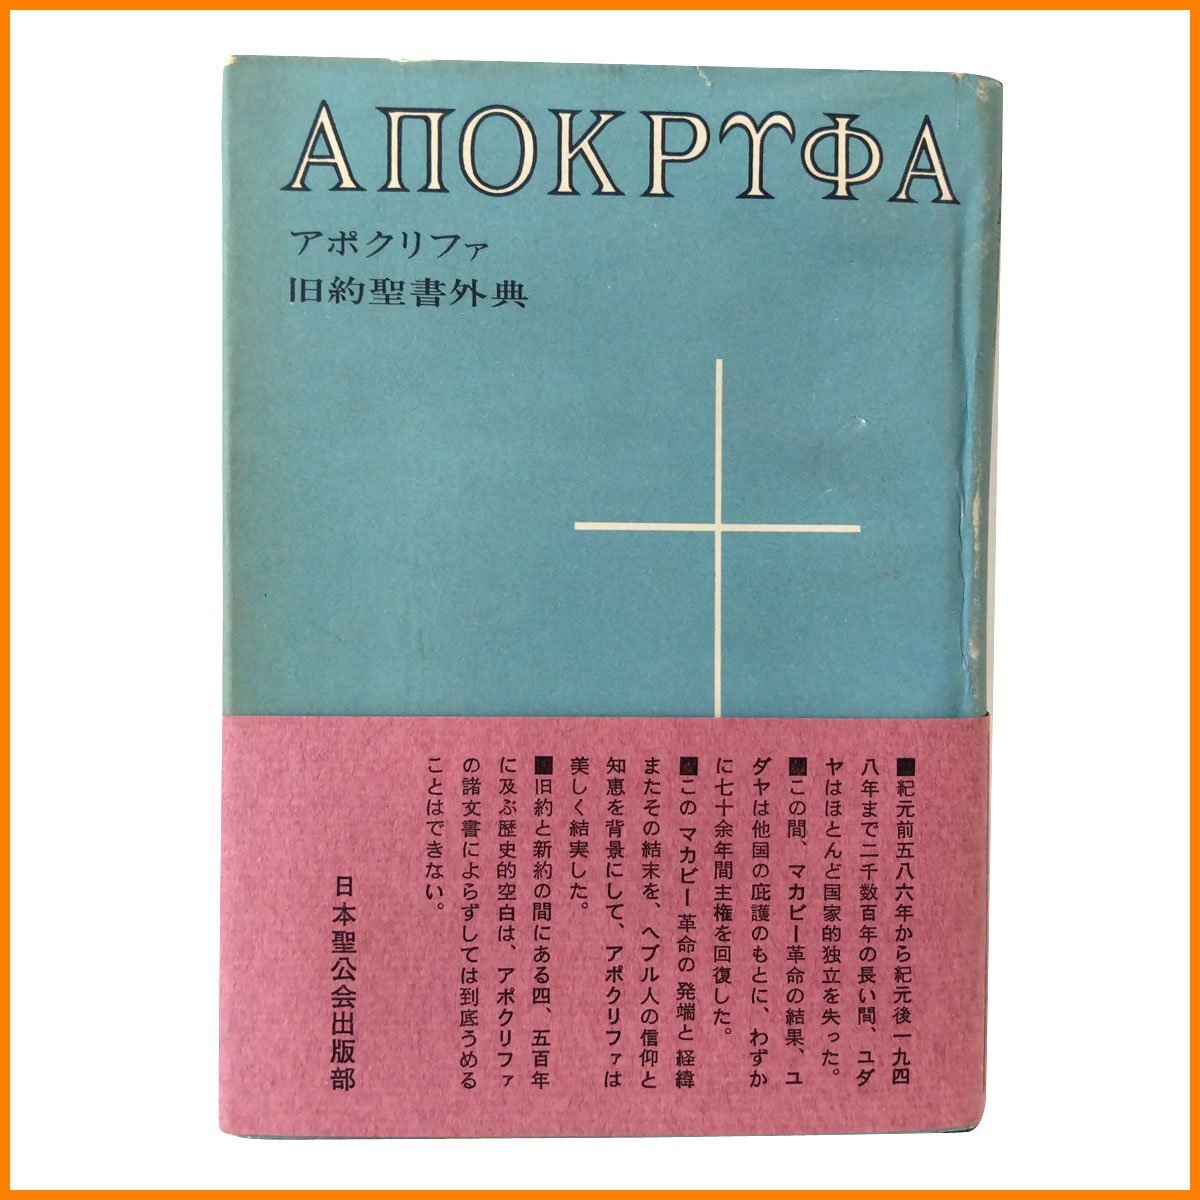 ΑΠΟΚΡΥΦΑ
アポクリファ
旧約聖書外典
■紀元前五八六年から紀元後一九四
八年まで二千数百年の長い間、ユダ
ヤはほとんど国家的独立を失った。
■この間、マカビー革命の結果、ユ
ダヤは他国の庇護のもとに、わずか
に七十余年間主権を回復した。
■このマカビー革命の発端と経緯
またその結末を、ヘブル人の信仰と
知恵を背景にして、アポクリファは
美しく結実した。
■旧約と新約の間にある四、五百年
に及ぶ歴史的空白は、アポクリファ
の諸文書によらずしては到底うめる
ことはできない。
日本聖公会出版部